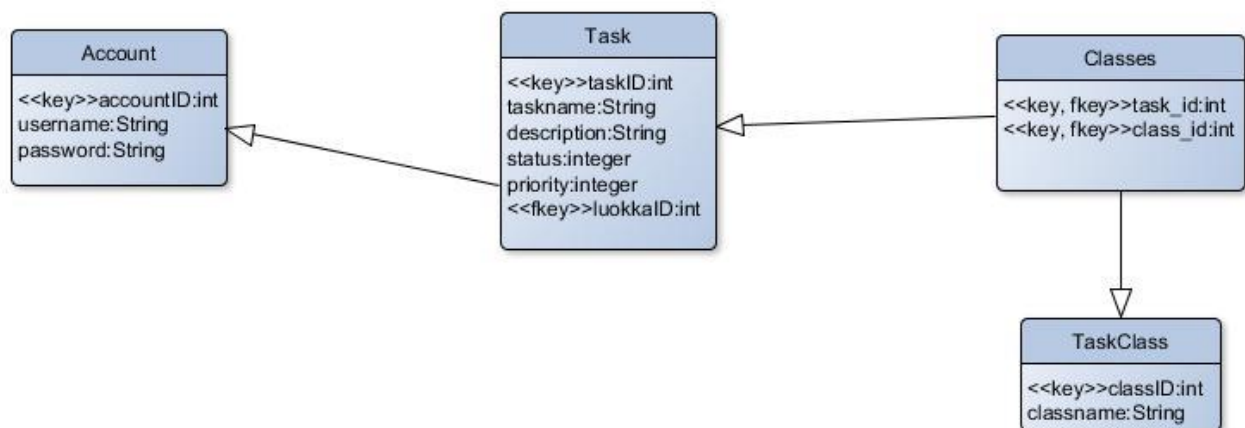 Account
<<key>>accountID:int
username:String
password:String
Task
<<key>>taskID:int
taskname:String
description:String
status:integer
priority:integer
<<fkey>>luokkaID:int
Classes
<<key, fkey>>task_id:int
<<key, fkey>>class_id:int
TaskClass
<<key>>classID:int
classname:String